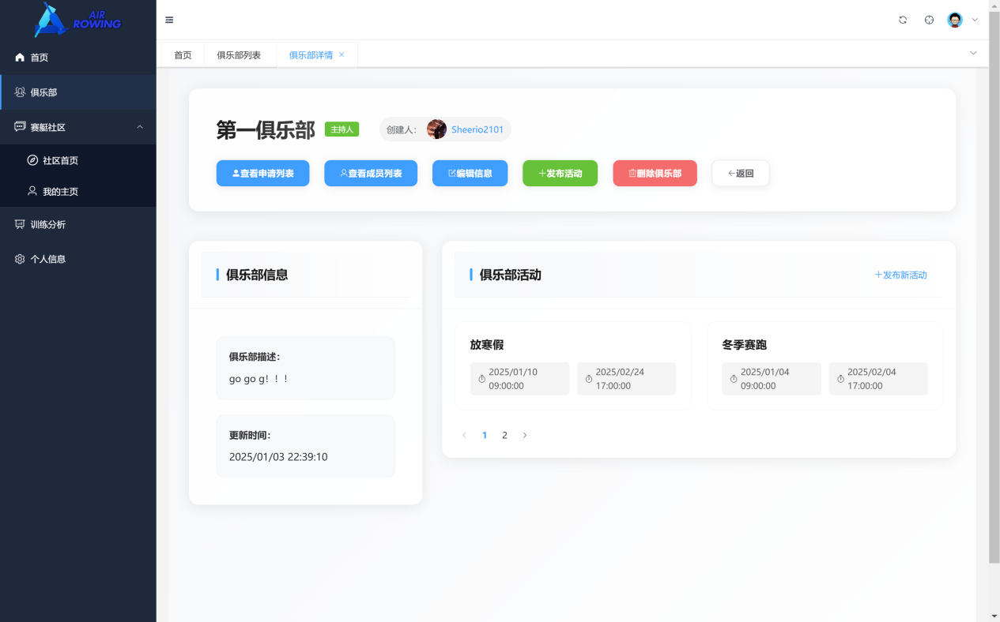 AIR
ROWING
首页
俱乐部
赛艇社区
社区首页
我的主页
训练分析
个人信息
首页
俱乐部列表
俱乐部详情 ×
第一俱乐部 主持人 创建人： Sheerio2101
查看申请列表 查看成员列表 编辑信息 +发布活动 删除俱乐部 ←返回
俱乐部信息
俱乐部描述：
go go g！！！
更新时间：
2025/01/03 22:39:10
俱乐部活动 +发布新活动
放寒假
2025/01/10
09:00:00
2025/02/24
17:00:00
冬季赛跑
2025/01/04
09:00:00
2025/02/04
17:00:00
< 1 2 >